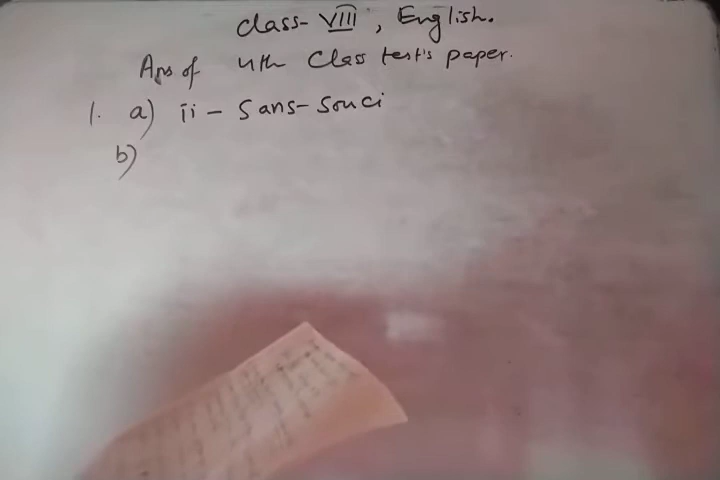 class- VIII, English.
Ans of 4th Class test's paper.
1. a) ii - Sans-Souci
b)